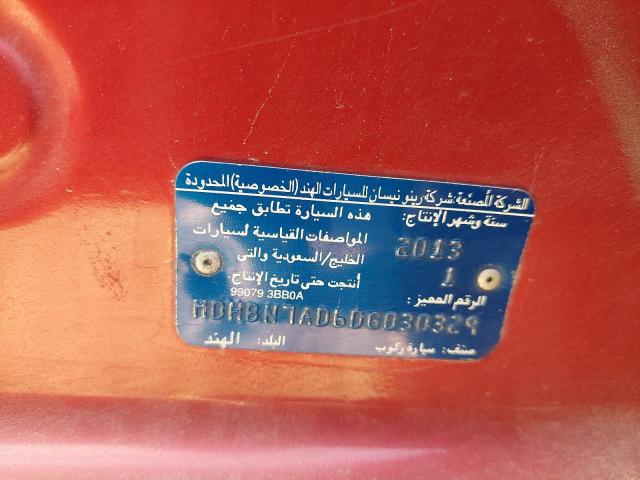 الشركة المصنعة: شركة رينو نيسان للسيارات الهند (الخصوصية) المحدودة
سنة وشهر الإنتاج: هذه السيارة تطابق جميع
2013 المواصفات القياسية لسيارات
الخليج/السعودية والتى
1 أنتجت حتى تاريخ الإنتاج.
الرقم المميز: 99079 3BB0A
MDHBN7AD6DG030329
صنف: سيارة ركوب البلد: الهند